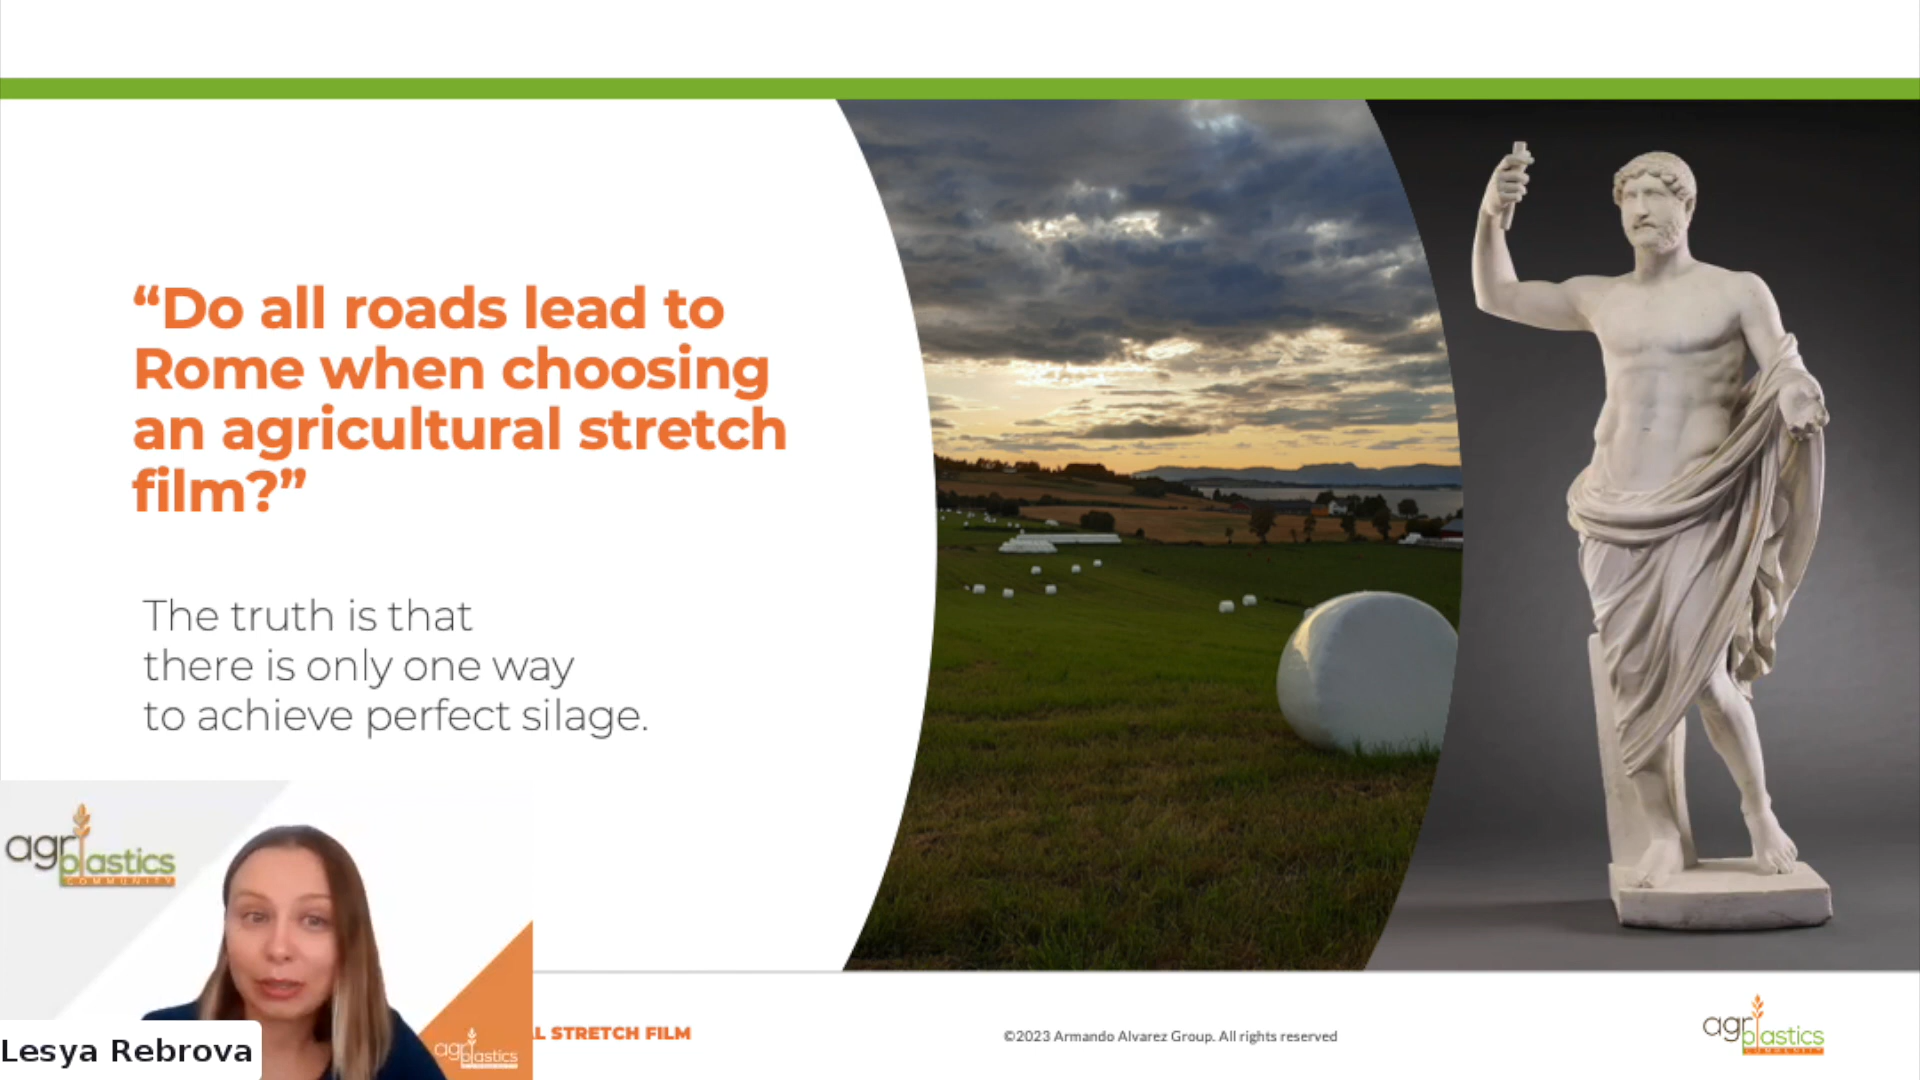 “Do all roads lead to
Rome when choosing
an agricultural stretch
film?”
The truth is that
there is only one way
to achieve perfect silage.
agriplastics
COMMUNITY
Lesya Rebrova
agriplastics
L STRETCH FILM
©2023 Armando Alvarez Group. All rights reserved
agriplastics
COMMUNITY